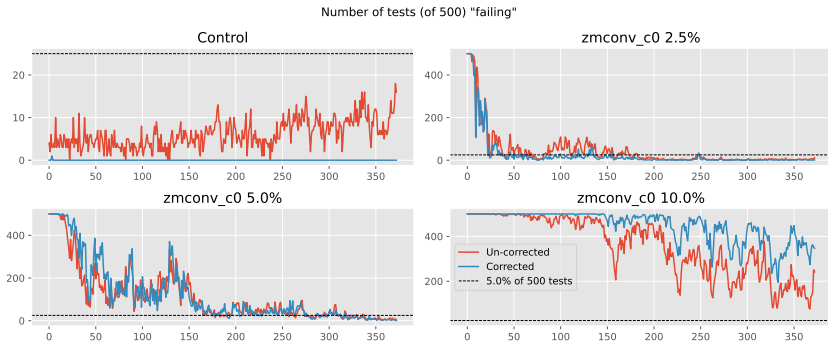 Number of tests (of 500) "failing"
Control
20
10
0
0 50 100 150 200 250 300 350
zmconv_c0 2.5%
400
200
0
0 50 100 150 200 250 300 350
zmconv_c0 5.0%
400
200
0
0 50 100 150 200 250 300 350
zmconv_c0 10.0%
400
200
Un-corrected
Corrected
5.0% of 500 tests
0 50 100 150 200 250 300 350